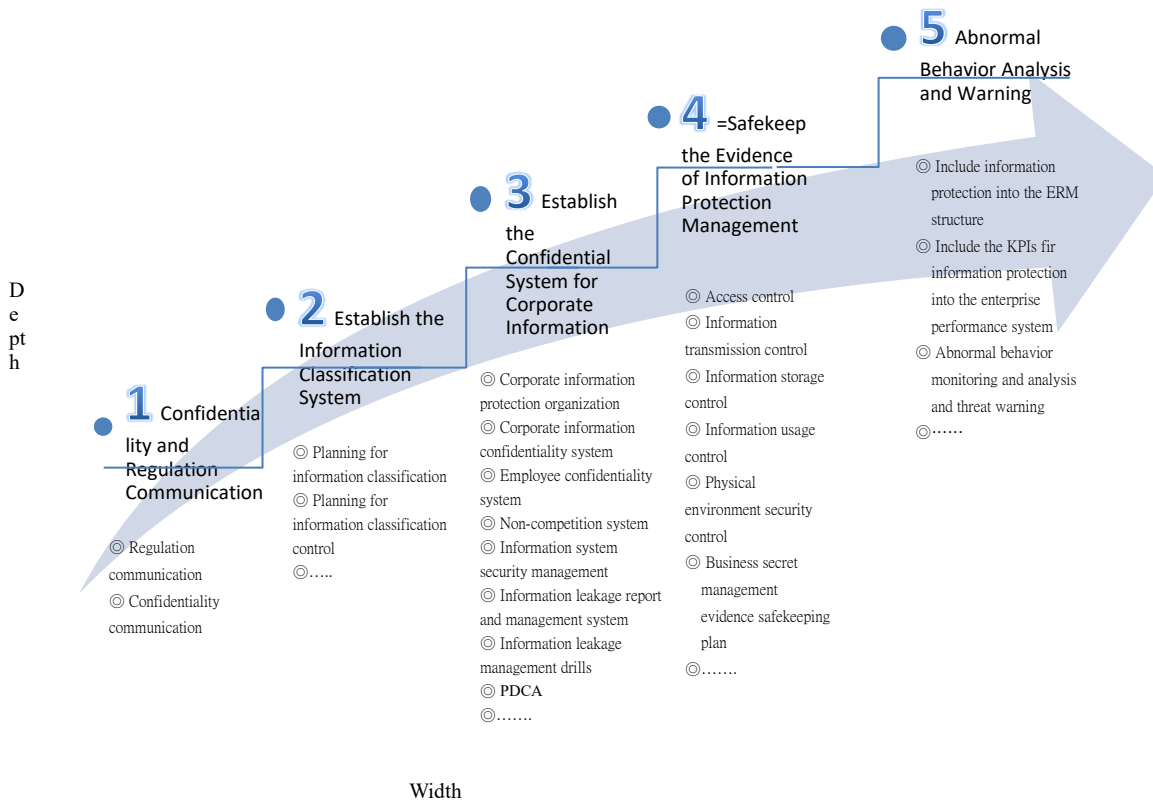 D
e
pt
h
1 Confidentia
lity and
Regulation
Communication
◎ Regulation
communication
◎ Confidentiality
communication
2 Establish the
Information
Classification
System
◎ Planning for
information classification
◎ Planning for
information classification
control
◎…..
3 Establish
the
Confidential
System for
Corporate
Information
◎ Corporate information
protection organization
◎ Corporate information
confidentiality system
◎ Employee confidentiality
system
◎ Non-competition system
◎ Information system
security management
◎ Information leakage report
and management system
◎ Information leakage
management drills
◎ PDCA
◎…….
4 =Safekeep
the Evidence
of Information
Protection
Management
◎ Access control
◎ Information
transmission control
◎ Information storage
control
◎ Information usage
control
◎ Physical
environment security
control
◎ Business secret
management
evidence safekeeping
plan
◎…….
5 Abnormal
Behavior Analysis
and Warning
◎ Include information
protection into the ERM
structure
◎ Include the KPIs fir
information protection
into the enterprise
performance system
◎ Abnormal behavior
monitoring and analysis
and threat warning
◎……
Width